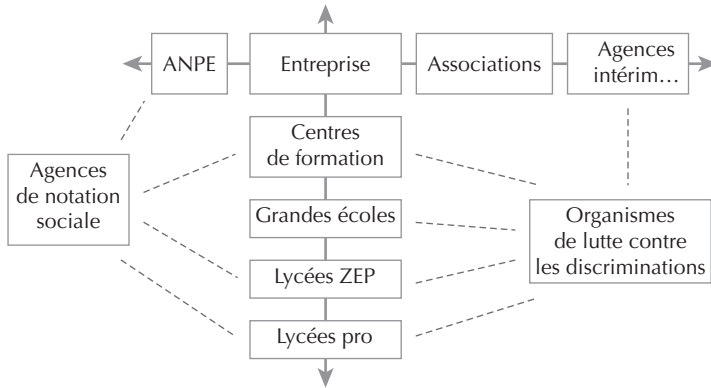 ANPE
Entreprise
Associations
Agences
intérim…
Centres
de formation
Agences
de notation
sociale
Grandes écoles
Organismes
de lutte contre
les discriminations
Lycées ZEP
Lycées pro